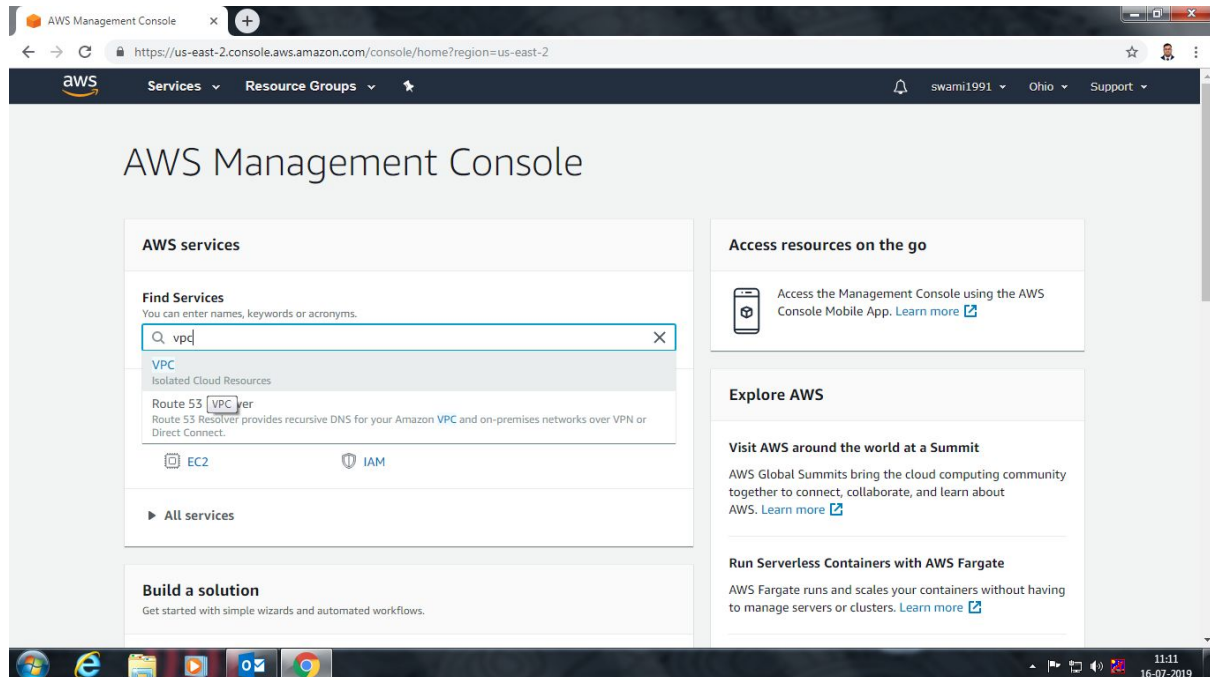 AWS Management Console
https://us-east-2.console.aws.amazon.com/console/home?region=us-east-2
aws
Services
Resource Groups
swami1991
Ohio
Support
AWS Management Console
AWS services
Find Services
You can enter names, keywords or acronyms.
vpc
VPC
Isolated Cloud Resources
Route 53
VPC
ver
Route 53 Resolver provides recursive DNS for your Amazon VPC and on-premises networks over VPN or
Direct Connect.
EC2
IAM
All services
Build a solution
Get started with simple wizards and automated workflows.
Access resources on the go
Access the Management Console using the AWS
Console Mobile App. Learn more
Explore AWS
Visit AWS around the world at a Summit
AWS Global Summits bring the cloud computing community
together to connect, collaborate, and learn about
AWS. Learn more
Run Serverless Containers with AWS Fargate
AWS Fargate runs and scales your containers without having
to manage servers or clusters. Learn more
11:11
16-07-2019